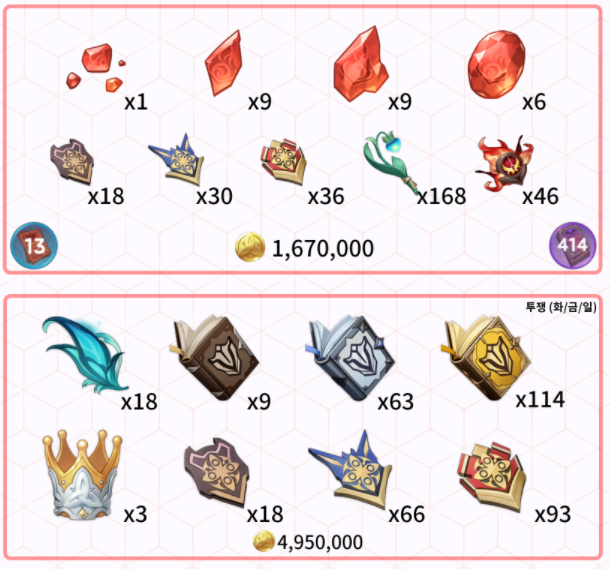 x1 x9 x9 x6
x18 x30 x36 x168 x46
13 1,670,000 414
투쟁 (화/금/일)
x18 x9 x63 x114
x3 x18 x66 x93
4,950,000